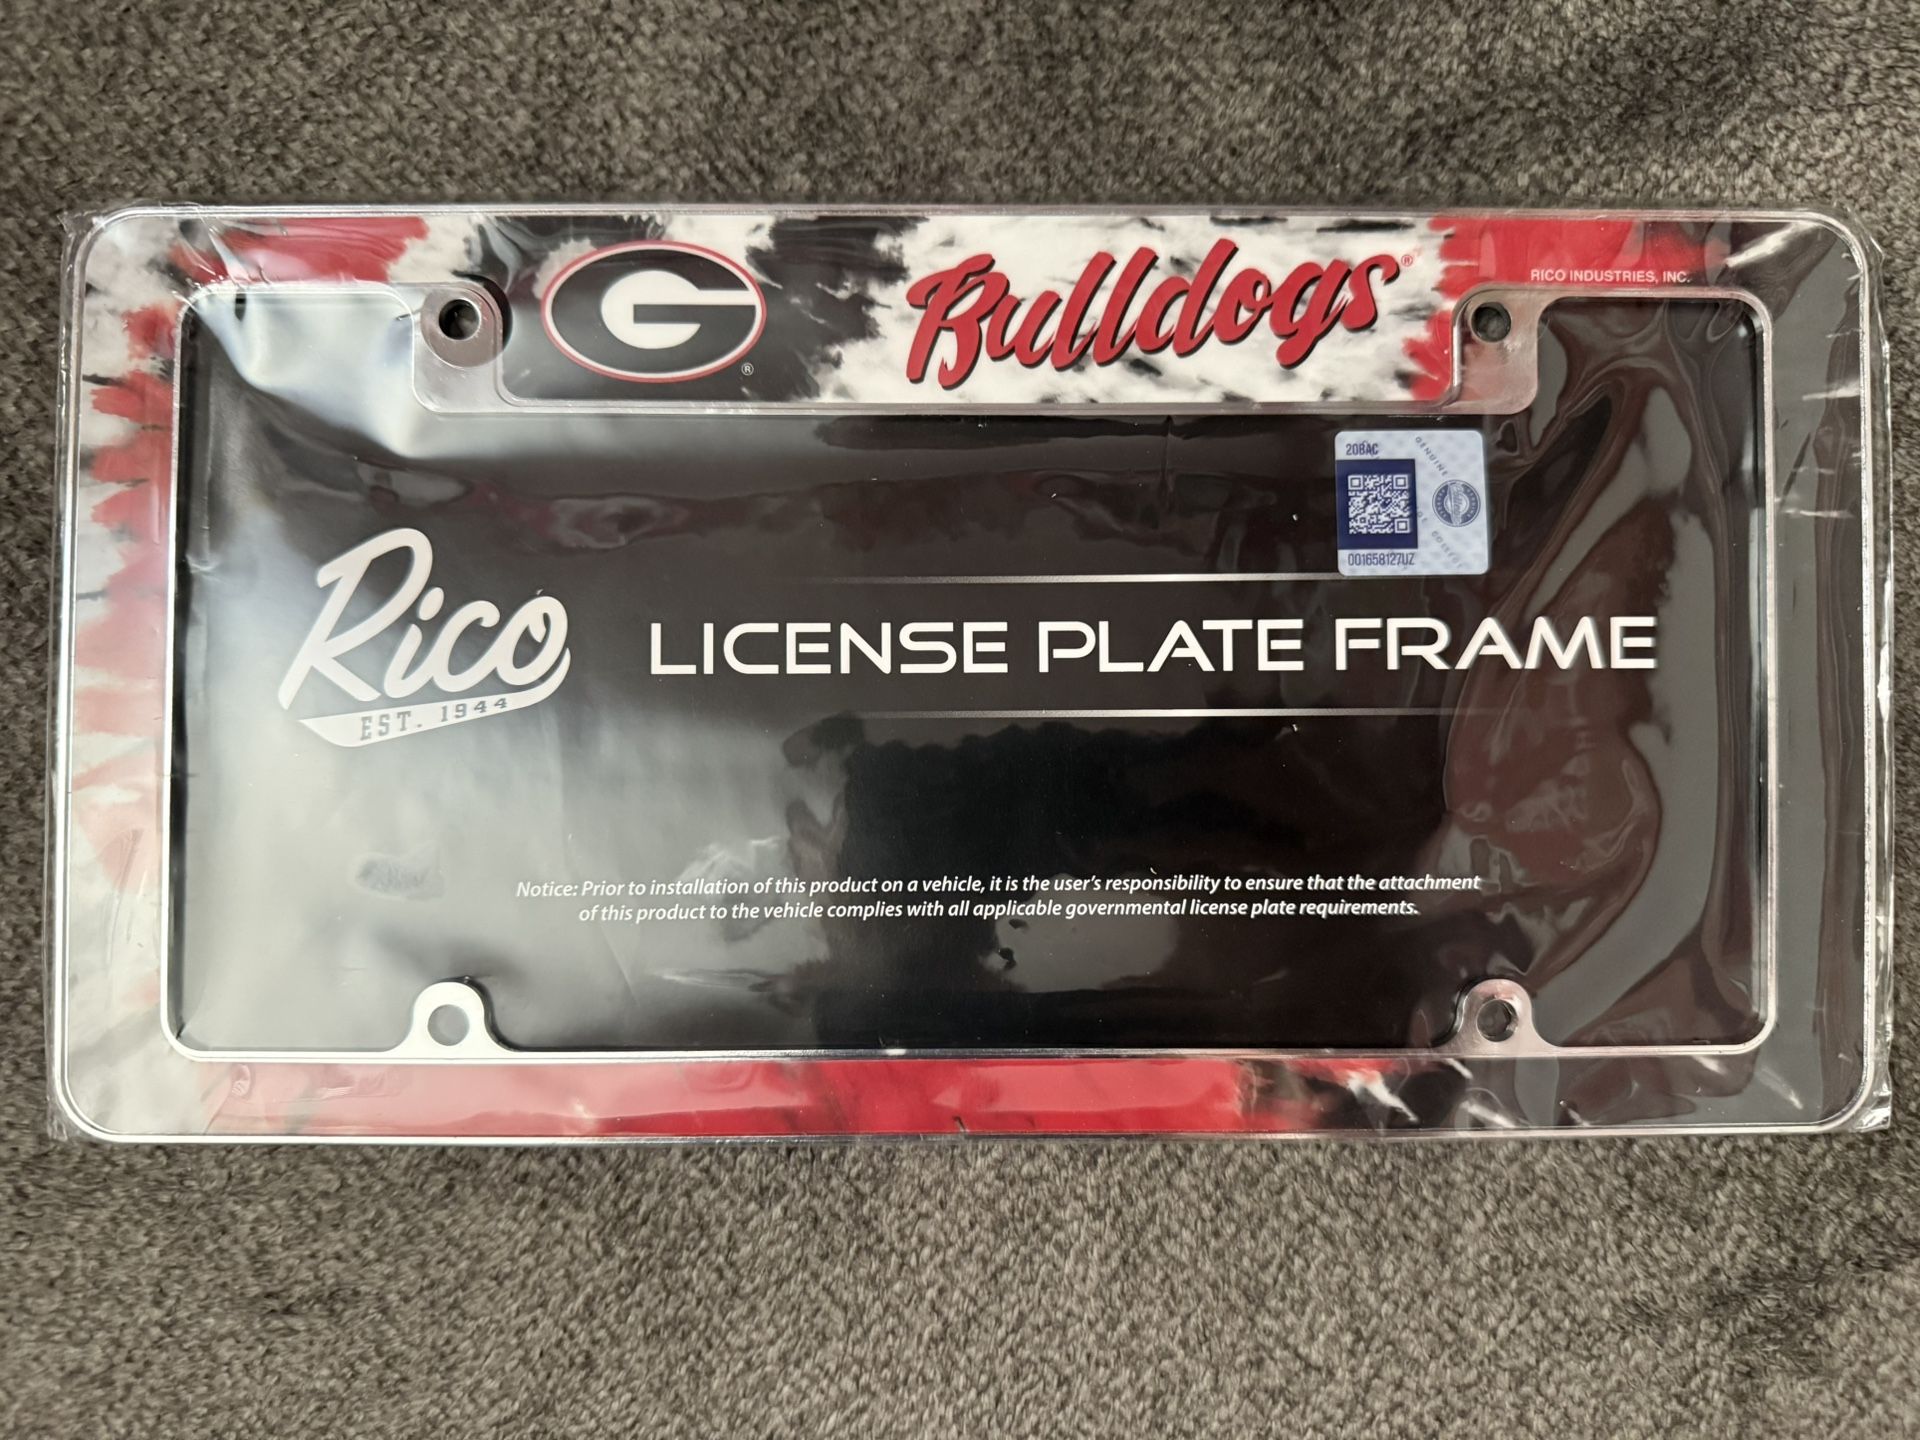 G ®
Bulldogs®
RICO INDUSTRIES, INC.
20BAC
GENUINE
001658127UZ
Rico
EST. 1944
LICENSE PLATE FRAME
Notice: Prior to installation of this product on a vehicle, it is the user's responsibility to ensure that the attachment
of this product to the vehicle complies with all applicable governmental license plate requirements.